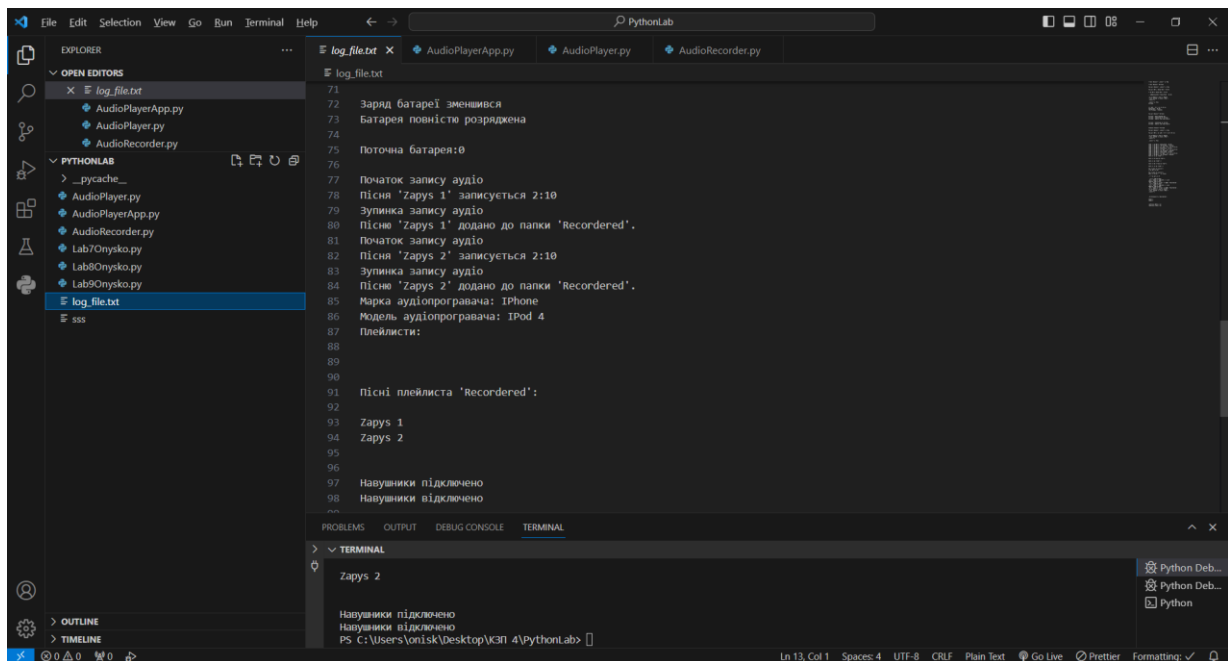 File Edit Selection View Go Run Terminal Help
PythonLab
EXPLORER
OPEN EDITORS
log_file.txt
AudioPlayerApp.py
AudioPlayer.py
AudioRecorder.py
PYTHONLAB
__pycache__
AudioPlayer.py
AudioPlayerApp.py
AudioRecorder.py
Lab7Onysko.py
Lab8Onysko.py
Lab9Onysko.py
log_file.txt
sss
OUTLINE
TIMELINE
log_file.txt AudioPlayerApp.py AudioPlayer.py AudioRecorder.py
log_file.txt
71
72 Заряд батареї зменшився
73 Батарея повністю розряджена
74
75 Поточна батарея:0
76
77 Початок запису аудіо
78 Пісня 'Zapys 1' записується 2:10
79 Зупинка запису аудіо
80 Пісню 'Zapys 1' додано до папки 'Recordered'.
81 Початок запису аудіо
82 Пісня 'Zapys 2' записується 2:10
83 Зупинка запису аудіо
84 Пісню 'Zapys 2' додано до папки 'Recordered'.
85 Марка аудіопрогравача: IPhone
86 Модель аудіопрогравача: IPod 4
87 Плейлисти:
88
89
90
91 Пісні плейлиста 'Recordered':
92
93 Zapys 1
94 Zapys 2
95
96
97 Навушники підключено
98 Навушники відключено
PROBLEMS OUTPUT DEBUG CONSOLE TERMINAL
TERMINAL
Zapys 2
Навушники підключено
Навушники відключено
PS C:\Users\onisk\Desktop\КЗП 4\PythonLab>
Python Deb...
Python Deb...
Python
0 0 0 Ln 13, Col 1 Spaces: 4 UTF-8 CRLF Plain Text Go Live Prettier Formatting: